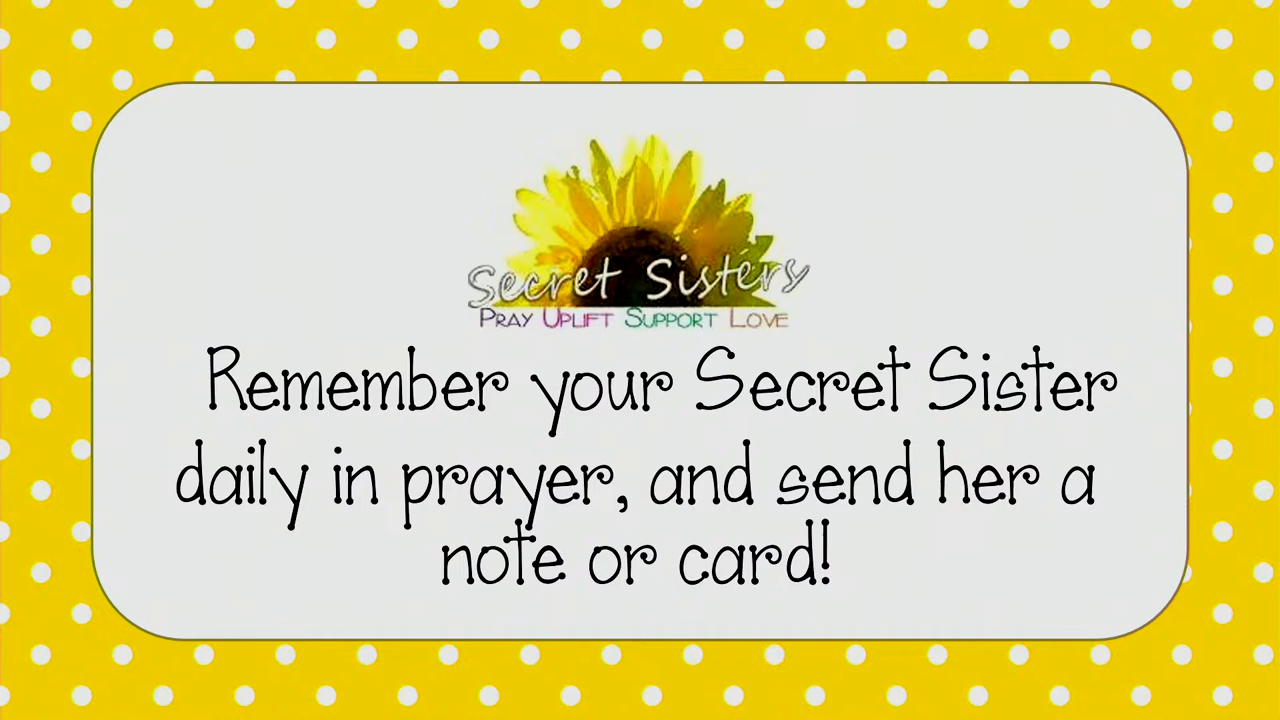 Secret Sisters
Pray Uplift Support Love
Remember your Secret Sister
daily in prayer, and send her a
note or card!